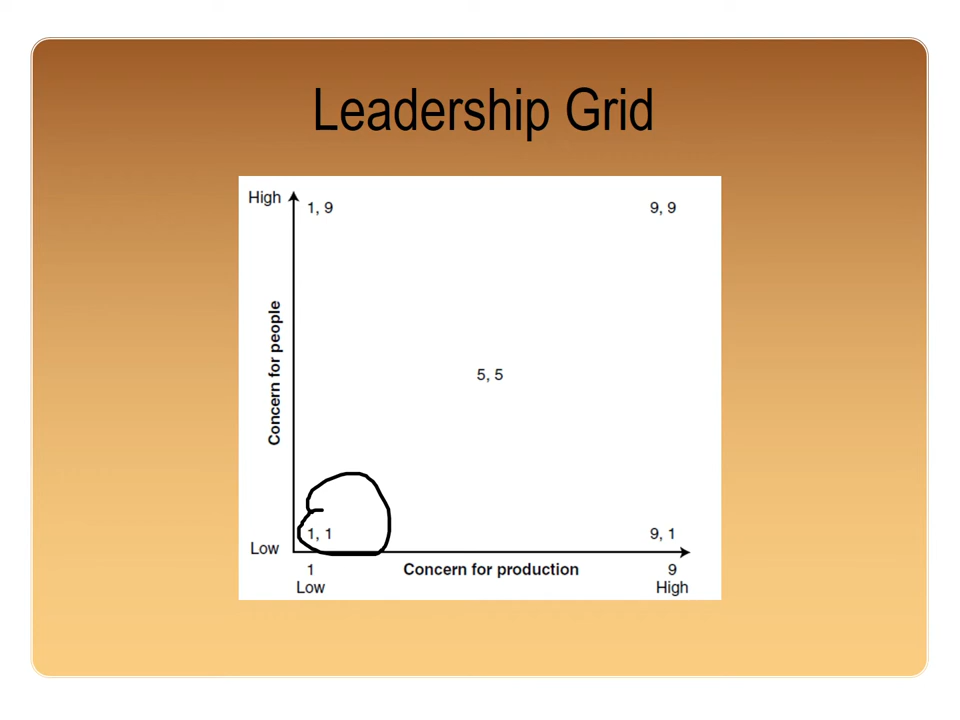 Leadership Grid
High
1, 9
9, 9
Concern for people
5, 5
1, 1
9, 1
Low
1
Concern for production
9
Low
High